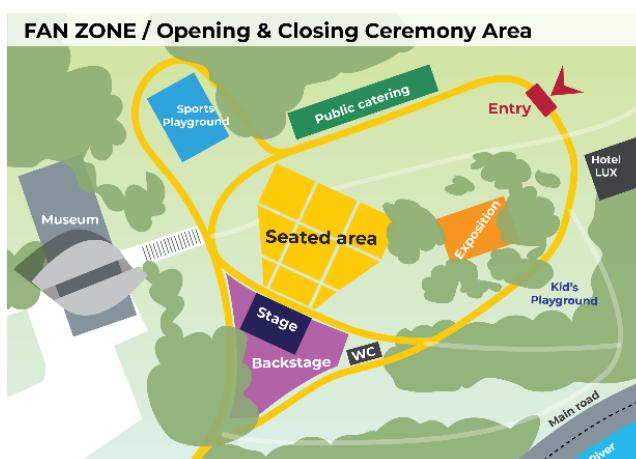 FAN ZONE / Opening & Closing Ceremony Area
Sports
Playground
Public catering
Entry
Hotel
LUX
Museum
Seated area
Exposition
Kid's
Playground
Stage
Backstage
WC
Main road
River